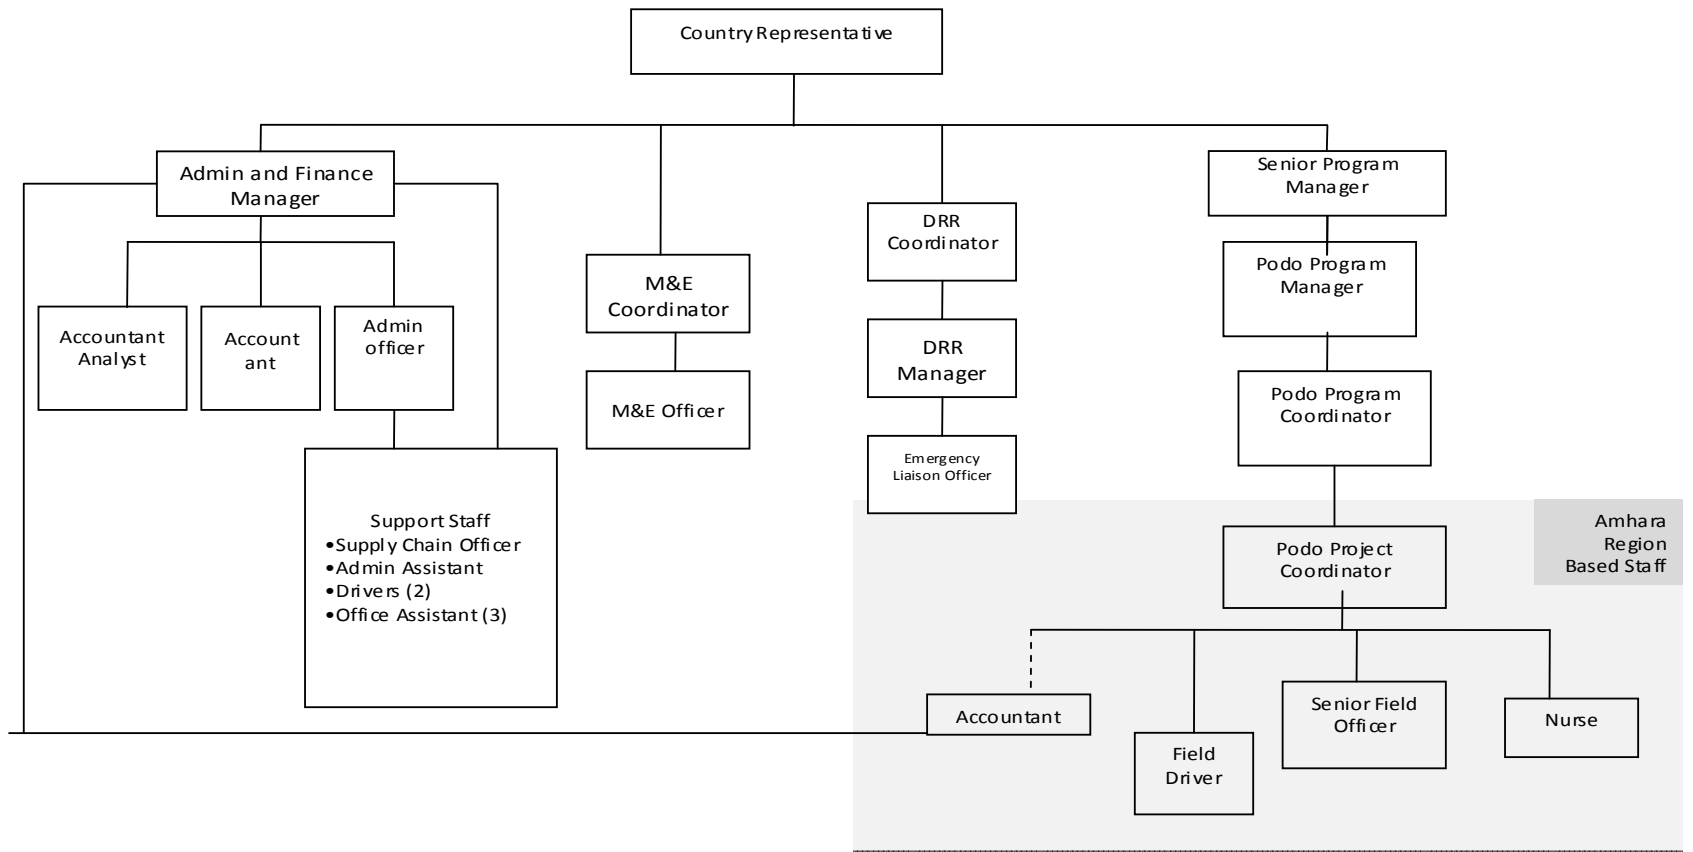 Country Representative
Admin and Finance
Manager
Senior Program
Manager
DRR
Coordinator
Podo Program
Manager
M&E
Coordinator
Accountant
Analyst
Account
ant
Admin
officer
DRR
Manager
M&E Officer
Podo Program
Coordinator
Emergency
Liaison Officer
Support Staff
•Supply Chain Officer
•Admin Assistant
•Drivers (2)
•Office Assistant (3)
Amhara
Region
Based Staff
Podo Project
Coordinator
Accountant
Field
Driver
Senior Field
Officer
Nurse